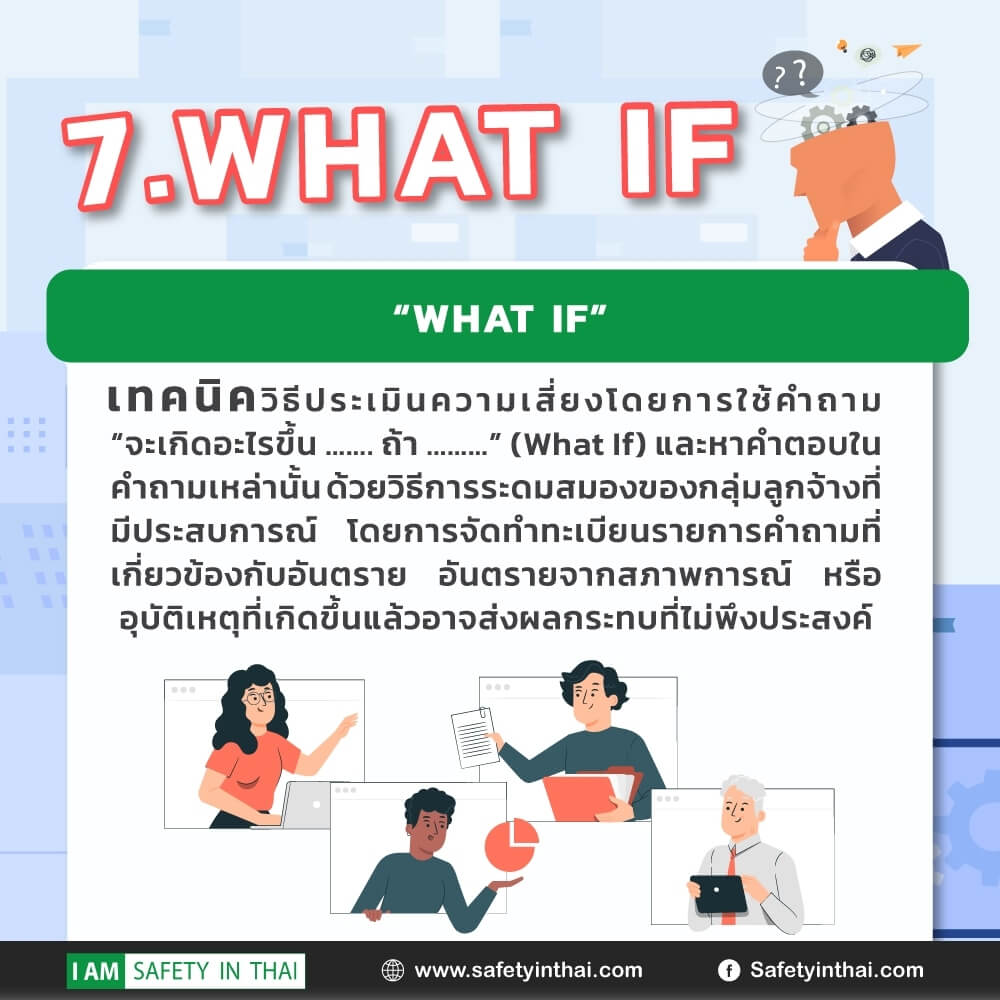 ? ?
7.WHAT IF
“WHAT IF”
เทคนิควิธีประเมินความเสี่ยงโดยการใช้คำถาม
“จะเกิดอะไรขึ้น ....... ถ้า .........” (What If) และหาคำตอบใน
คำถามเหล่านั้นด้วยวิธีการระดมสมองของกลุ่มลูกจ้างที่
มีประสบการณ์ โดยการจัดทำทะเบียนรายการคำถามที่
เกี่ยวข้องกับอันตราย อันตรายจากสภาพการณ์ หรือ
อุบัติเหตุที่เกิดขึ้นแล้วอาจส่งผลกระทบที่ไม่พึงประสงค์
I AM SAFETY IN THAI
www.safetyinthai.com
f Safetyinthai.com